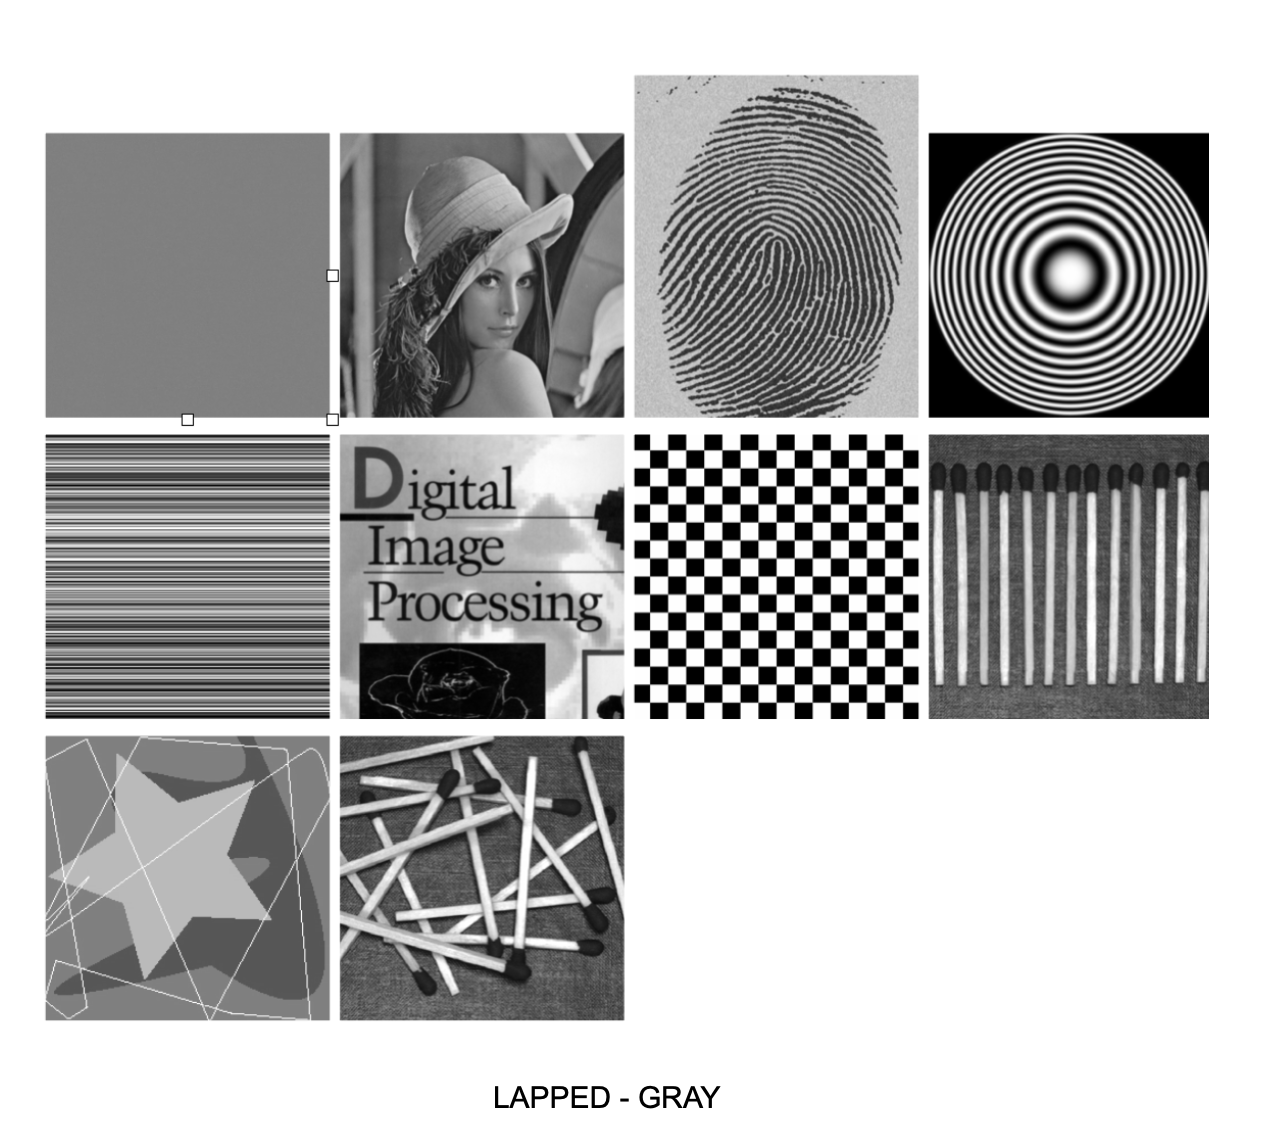 Digital
Image
Processing
LAPPED - GRAY